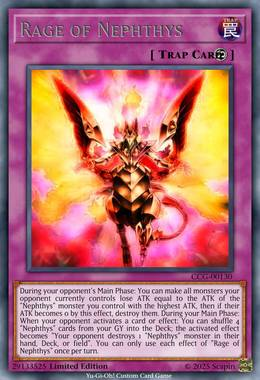 Rage of Nephthys
TRAP
罠
[ Trap Card ]
CCG-00130
During your opponent's Main Phase: You can make all monsters your
opponent currently controls lose ATK equal to the ATK of the
"Nephthys" monster you control with the highest ATK, then if their
ATK becomes 0 by this effect, destroy them. During your Main Phase:
When your opponent activates a card or effect: You can shuffle 4
"Nephthys" cards from your GY into the Deck; the activated effect
becomes "Your opponent destroys 1 "Nephthys" monster in their
hand, Deck, or field". You can only use each effect of "Rage of
Nephthys" once per turn.
29133525 Limited Edition
©2025 Scapin
Yu-Gi-Oh! Custom Card Game